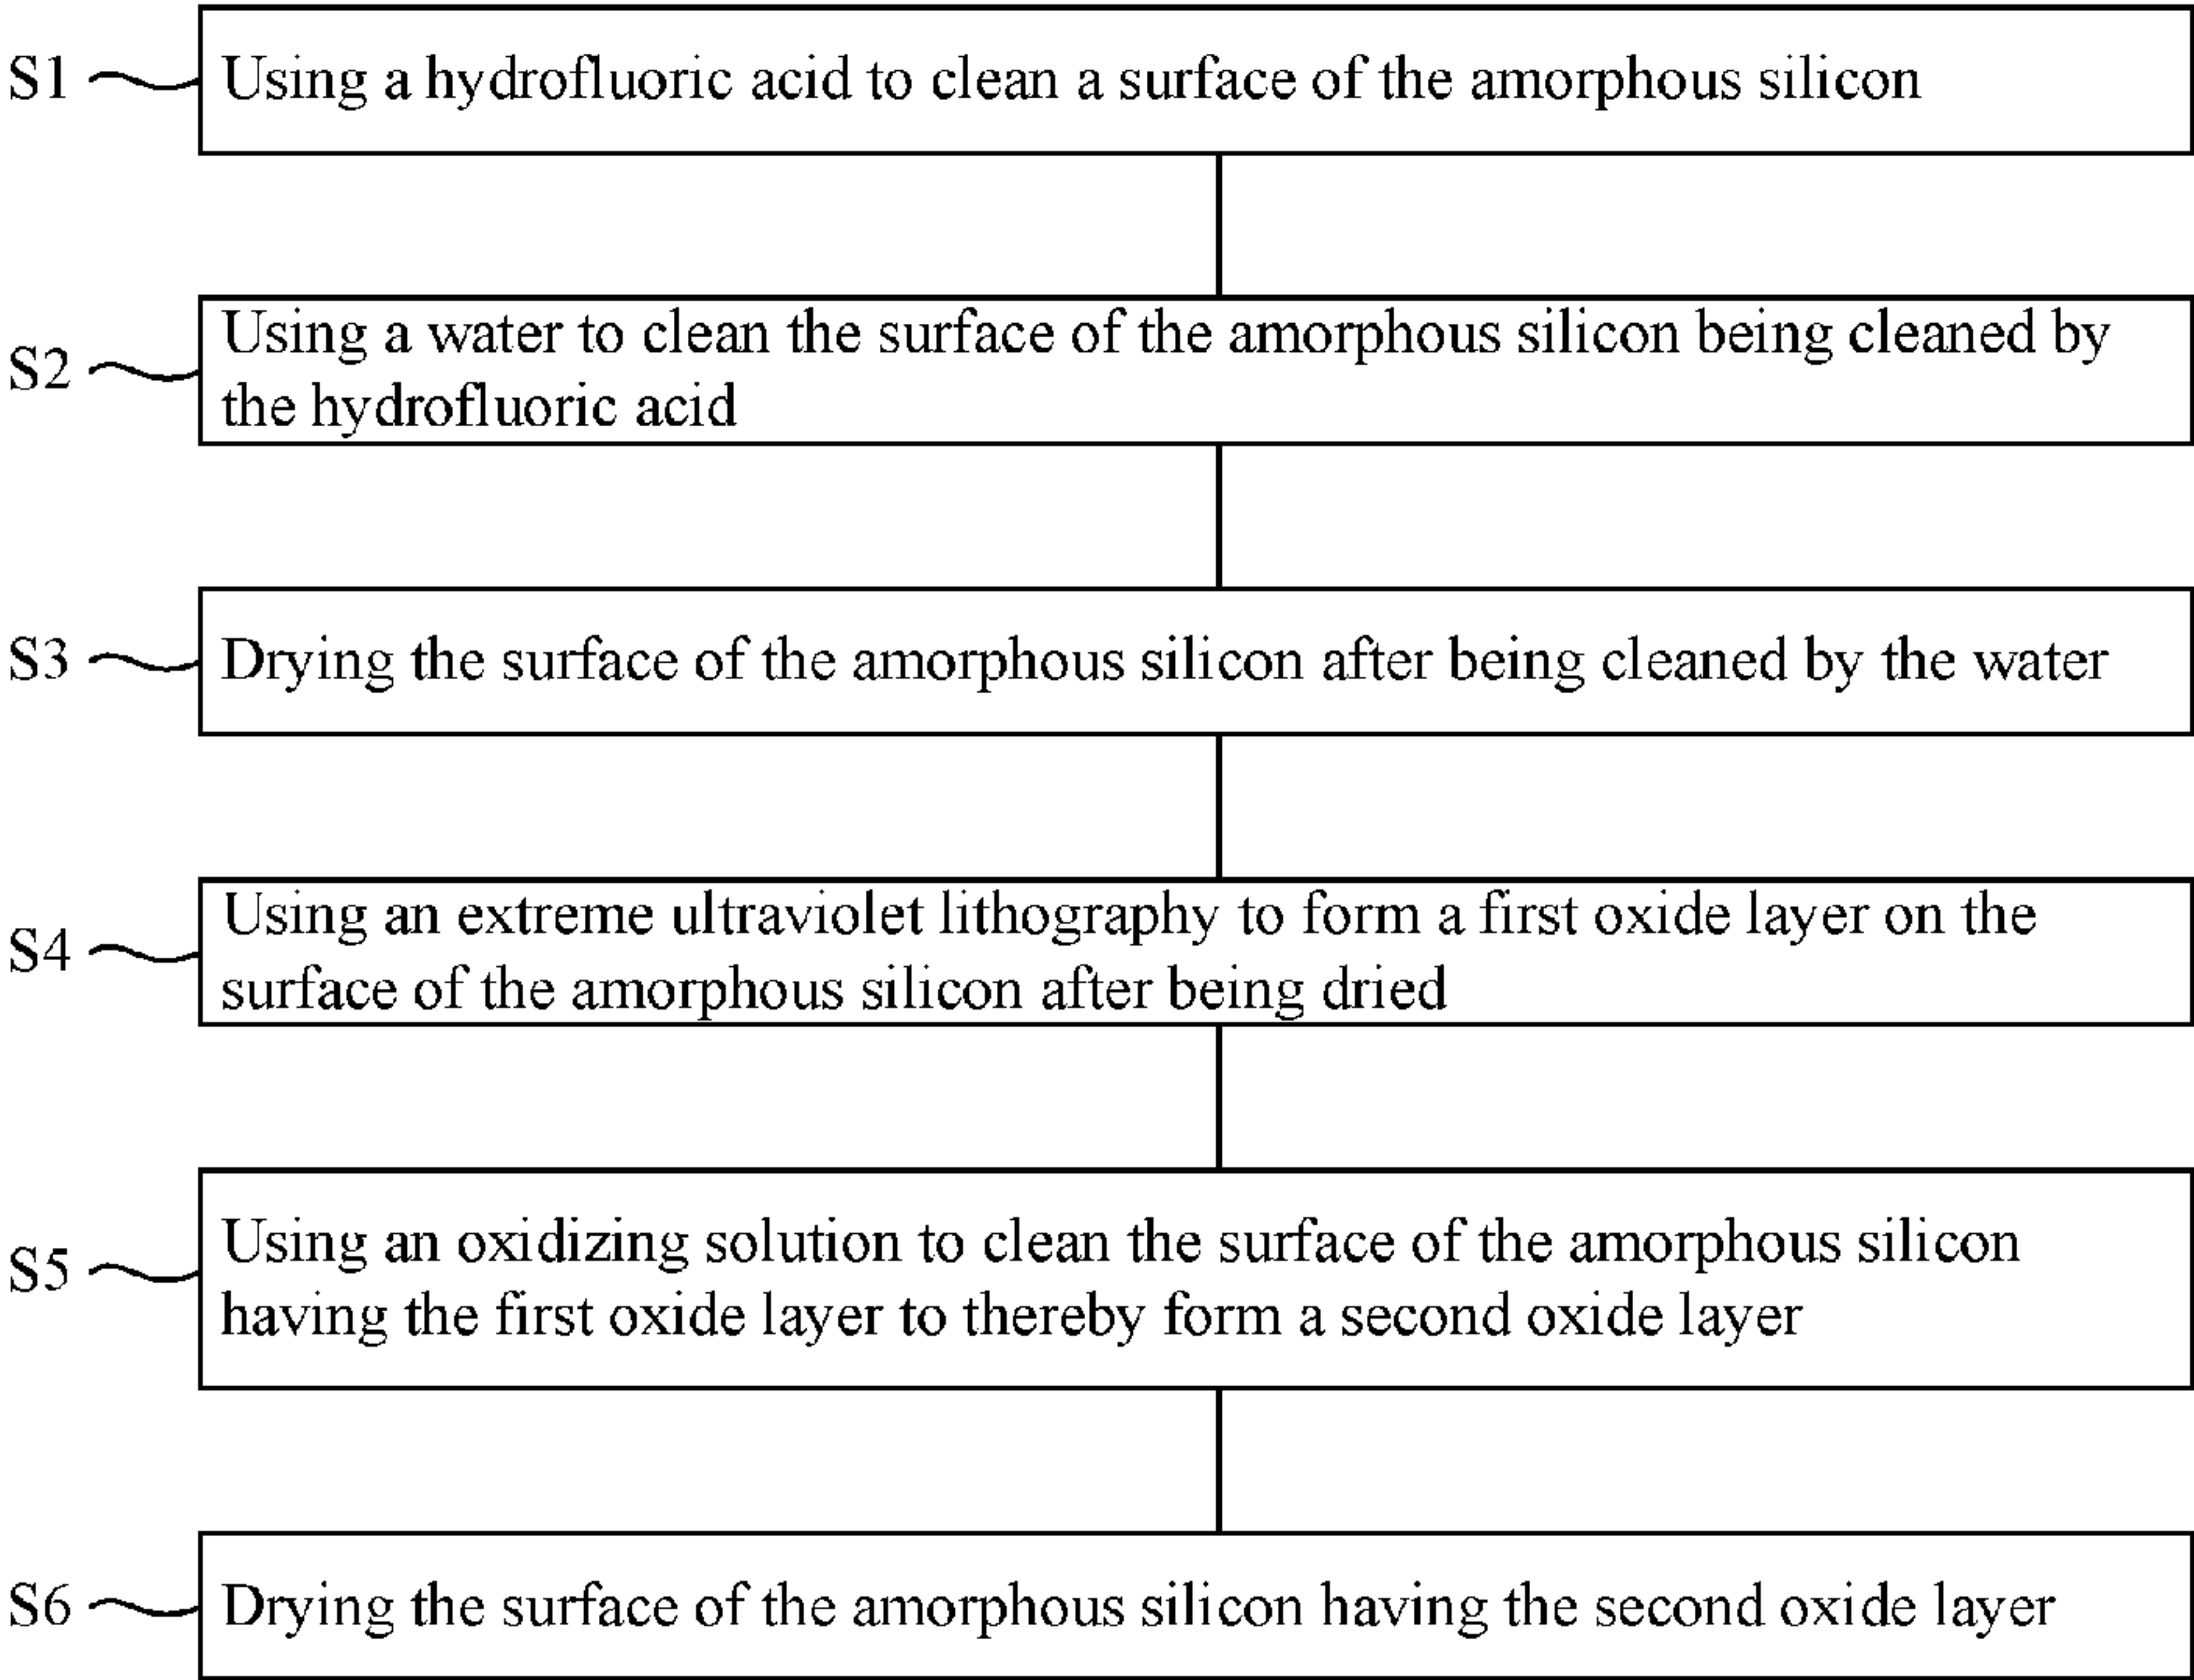 S1 Using a hydrofluoric acid to clean a surface of the amorphous silicon
S2 Using a water to clean the surface of the amorphous silicon being cleaned by
the hydrofluoric acid
S3 Drying the surface of the amorphous silicon after being cleaned by the water
S4 Using an extreme ultraviolet lithography to form a first oxide layer on the
surface of the amorphous silicon after being dried
S5 Using an oxidizing solution to clean the surface of the amorphous silicon
having the first oxide layer to thereby form a second oxide layer
S6 Drying the surface of the amorphous silicon having the second oxide layer